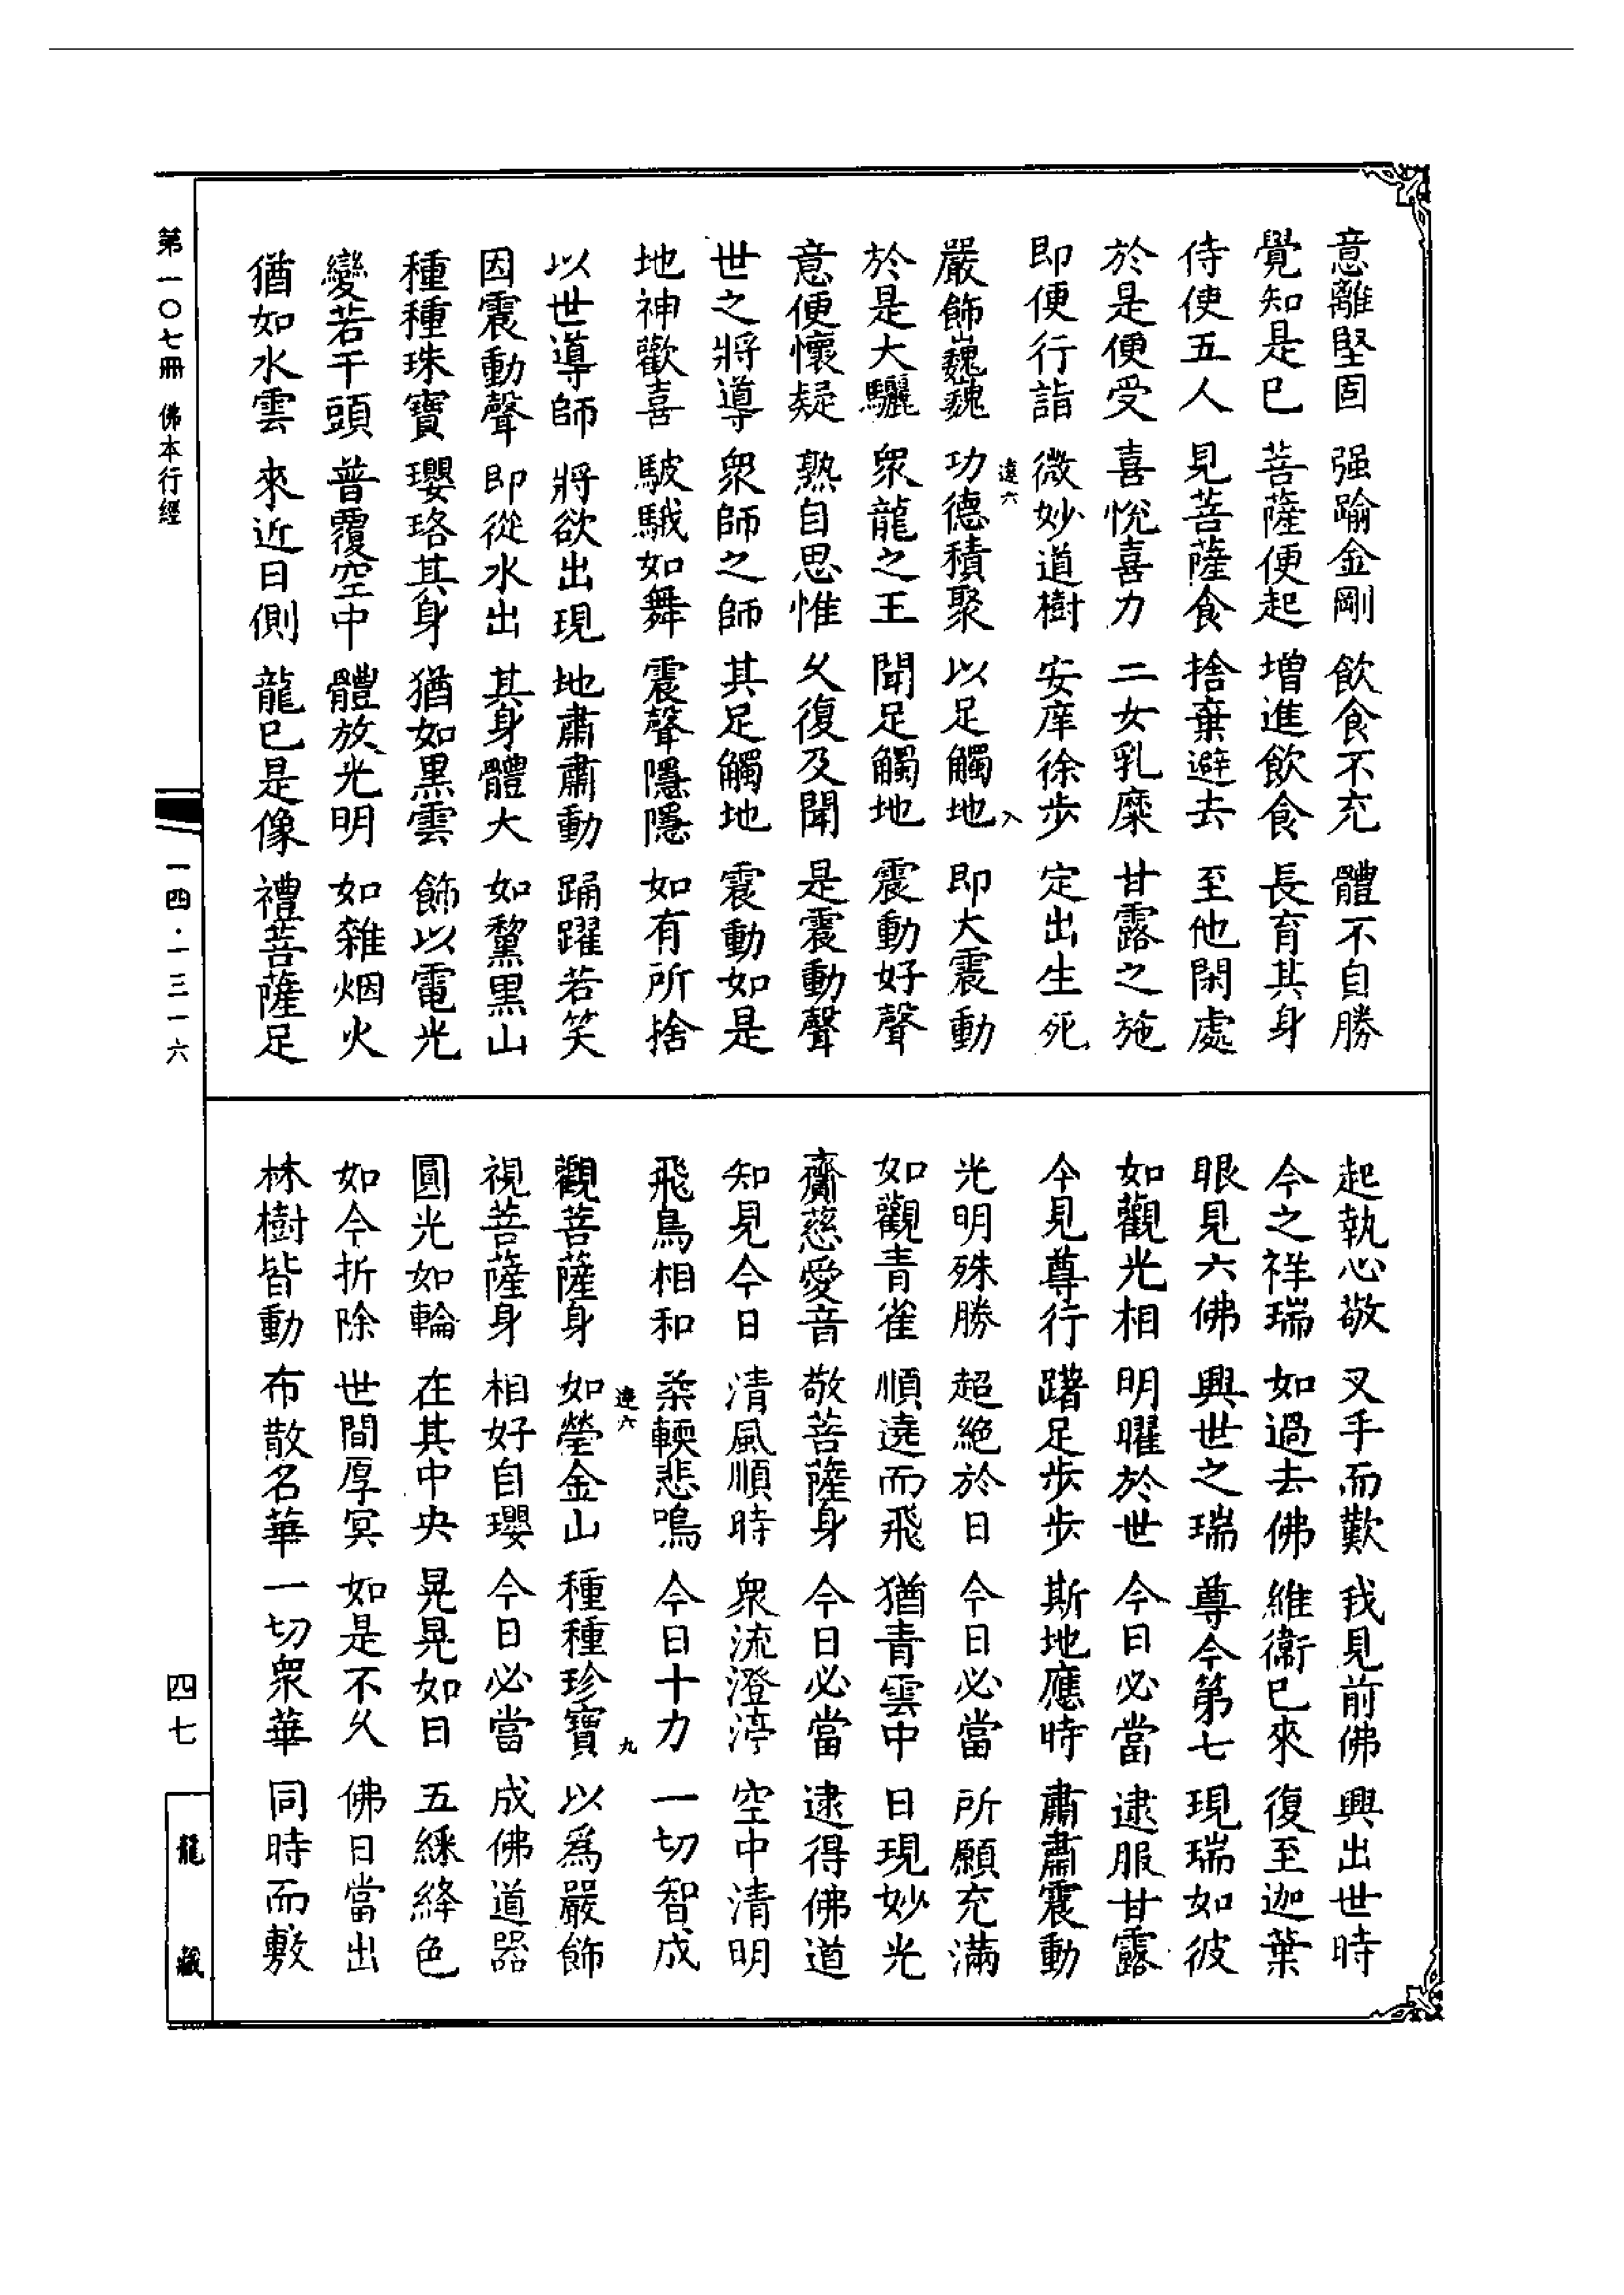 意離堅固 强踰金剛 飲食不充 體不自勝
覺知是已 菩薩便起 增進飲食 長育其身
侍使五人 見菩薩食 捨棄避去 至他閑處
於是便受 喜悅喜力 二女乳糜 甘露之施
即便行詣 微妙道樹 安庠徐步 定出生死
遶六 八
嚴飾巍巍 功德積聚 以足觸地 即大震動
於是大驪 衆龍之王 聞足觸地 震動好聲
意便懷疑 熟自思惟 久復及聞 是震動聲
世之將導 衆師之師 其足觸地 震動如是
地神歡喜 駊騀如舞 震聲隱隱 如有所捨
以世導師 將欲出現 地肅肅動 踊躍若笑
因震動聲 即從水出 其身體大 如黧黒山
種種珠寶 瓔珞其身 猶如黒雲 飾以電光
變若干頭 普覆空中 體放光明 如雜烟火
猶如水雲 來近日側 龍已是像 禮菩薩足
起執心敬 叉手而歎 我見前佛 興出世時
今之祥瑞 如過去佛 維衞已來 復至迦葉
眼見六佛 興世之瑞 尊今第七 現瑞如彼
如觀光相 明曜於世 今日必當 逮服甘露
今見尊行 躇足步步 斯地應時 肅肅震動
光明殊勝 超絶於日 今日必當 所願充滿
如觀青雀 順遶而飛 猶青雲中 日現妙光
齎慈愛音 敬菩薩身 今日必當 逮得佛道
知見今日 清風順時 衆流澄渟 空中清明
飛鳥相和 柔輭悲鳴 今日十力 一切智成
遶六 九
觀菩薩身 如瑩金山 種種珍寶 以爲嚴飾
視菩薩身 相好自瓔 今日必當 成佛道器
圓光如輪 在其中央 晃晃如日 五綵絳色
如今折除 世間厚冥 如是不久 佛日當出
林樹皆動 布散名華 一切衆華 同時而敷
第一〇七冊 佛本行經
一四·一三一六
四七
龍藏